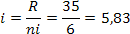 i = R/ni = 35/6 = 5,83